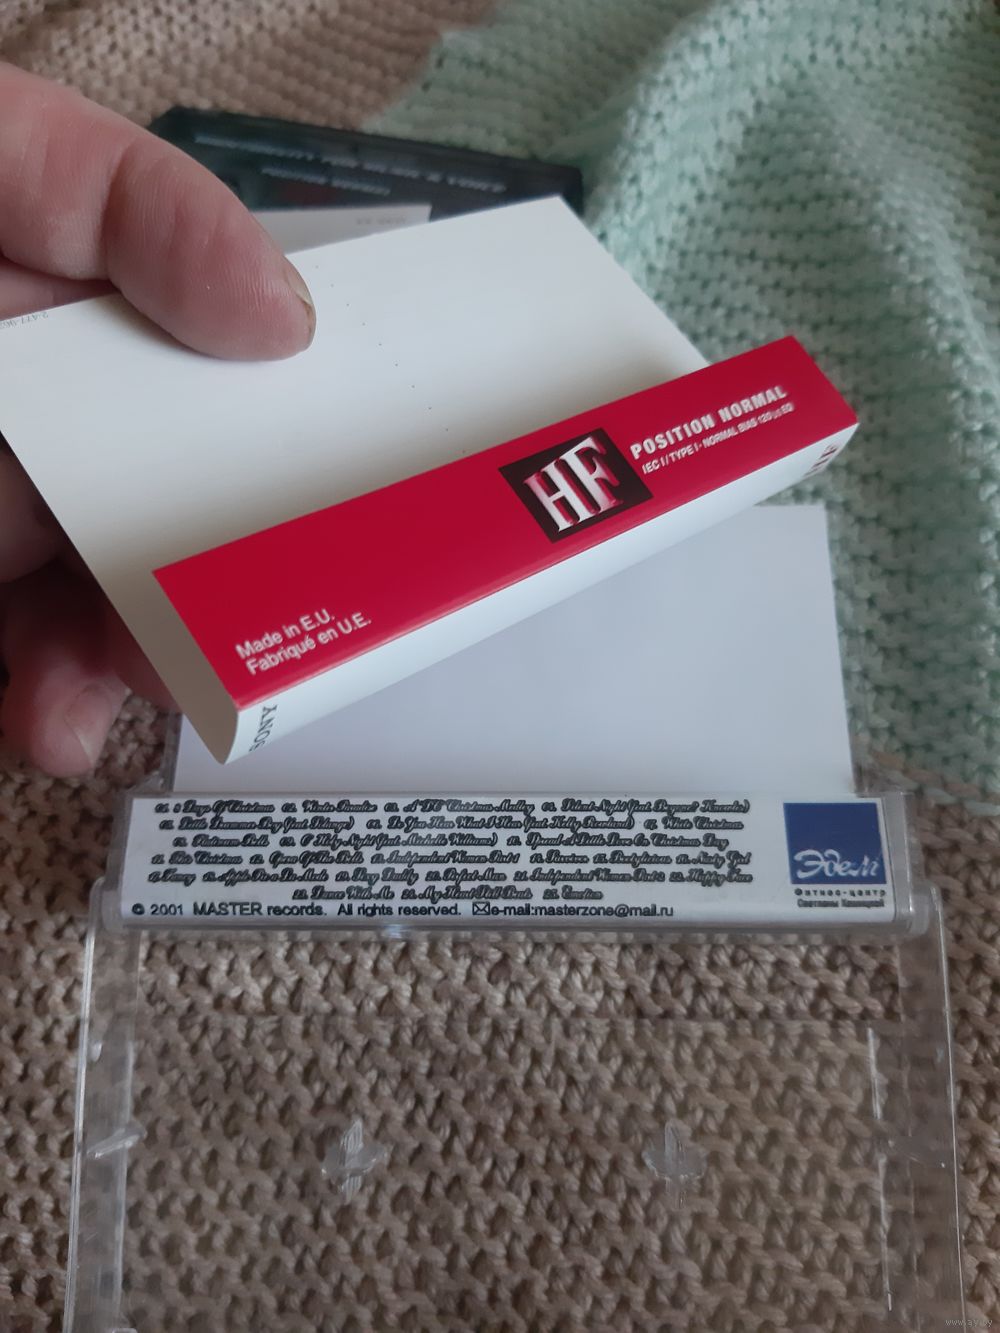 POSITION NORMAL
IEC I / TYPE I · NORMAL BIAS 120 µs EQ
HF
Made in E.U.
Fabriqué en U.E.
SONY
HF
01. 8 Days Of Christmas 02. Winter Paradise 03. A "DC" Christmas Medley 04. Silent Night (feat. Beyonce? Knowles)
05. Little Drummer Boy (feat. Solange) 06. Do You Hear What I Hear (feat. Kelly Rowland) 07. White Christmas
08. Platinum Bells 09. O' Holy Night (feat. Michelle Williams) 10. Spread A Little Love On Christmas Day
11. This Christmas 12. Opera Of The Bells 13. Independent Women Part 1 14. Survivor 15. Bootylicious 16. Nasty Girl
17. Fancy 18. Apple Pie a La Mode 19. Sexy Daddy 20. Perfect Man 21. Independent Women Part 2 22. Happy Face
23. Dance With Me 24. My Heart Still Beats 25. Emotion
© 2001 MASTER records. All rights reserved. ✉e-mail:masterzone@mail.ru
Эдем
Фитнес-центр
Светланы
www.ay.by